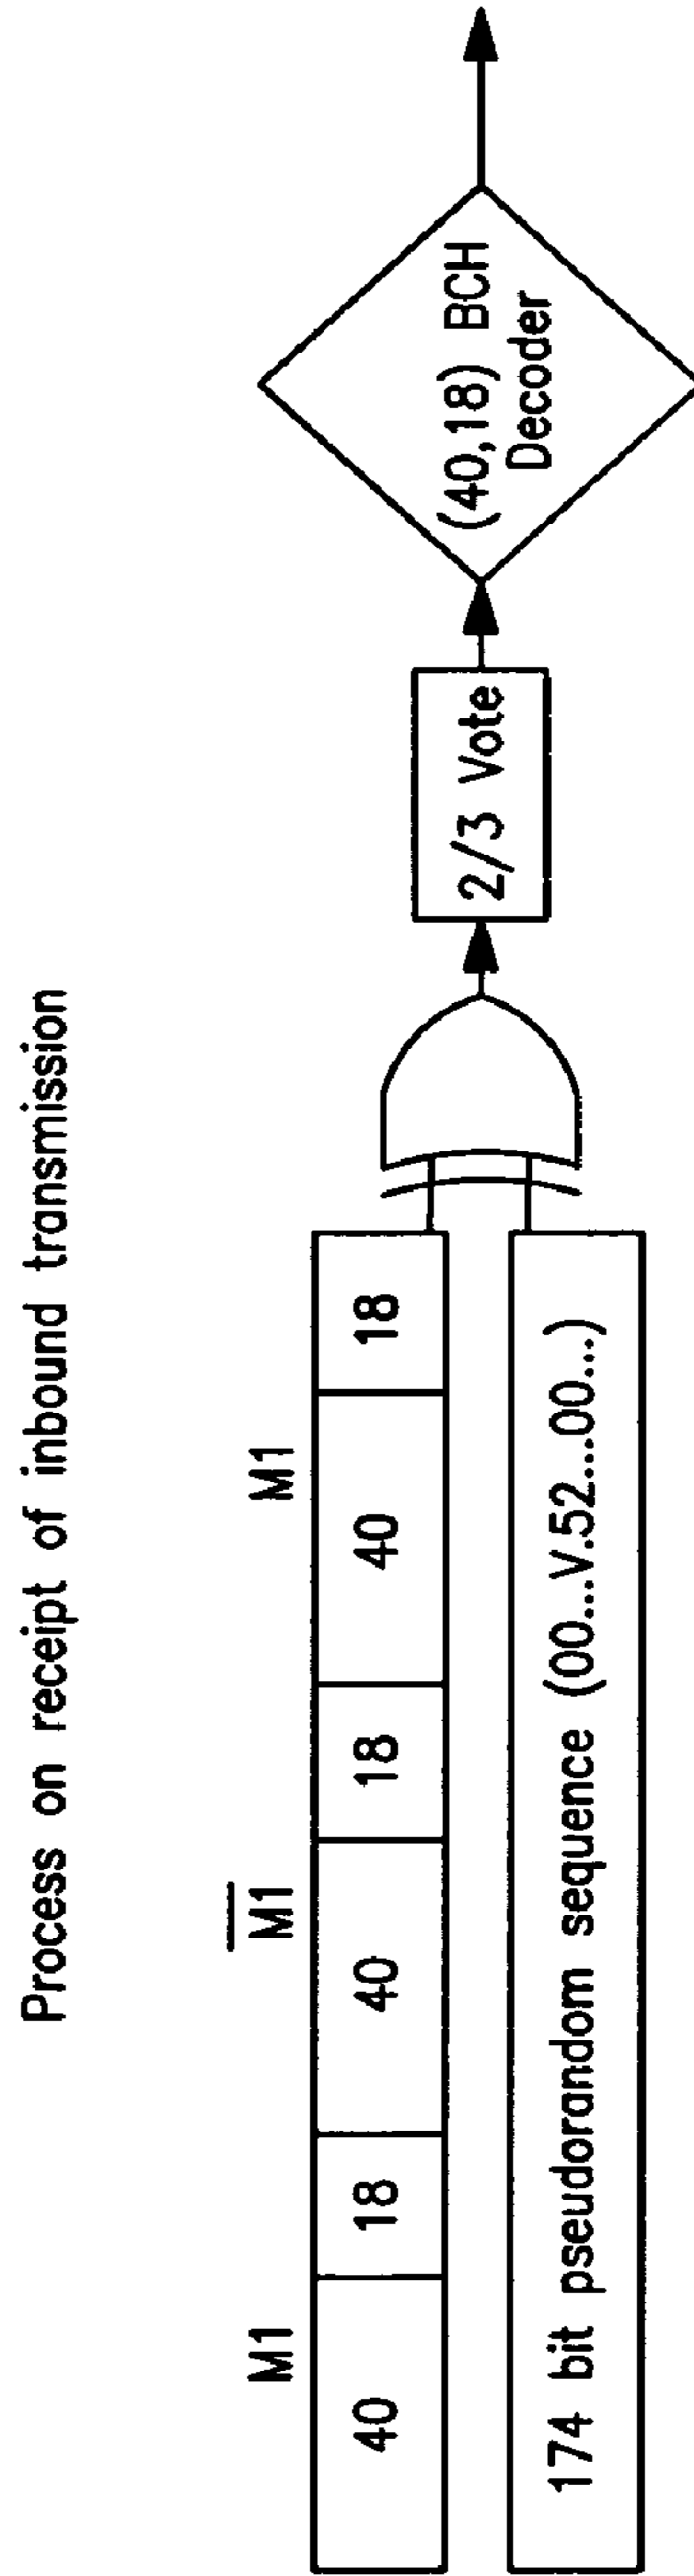 Process on receipt of inbound transmission
M1
M1
M1
40
18
40
18
40
18
174 bit pseudorandom sequence (00...V.52...00...)
2/3 Vote
(40,18) BCH
Decoder